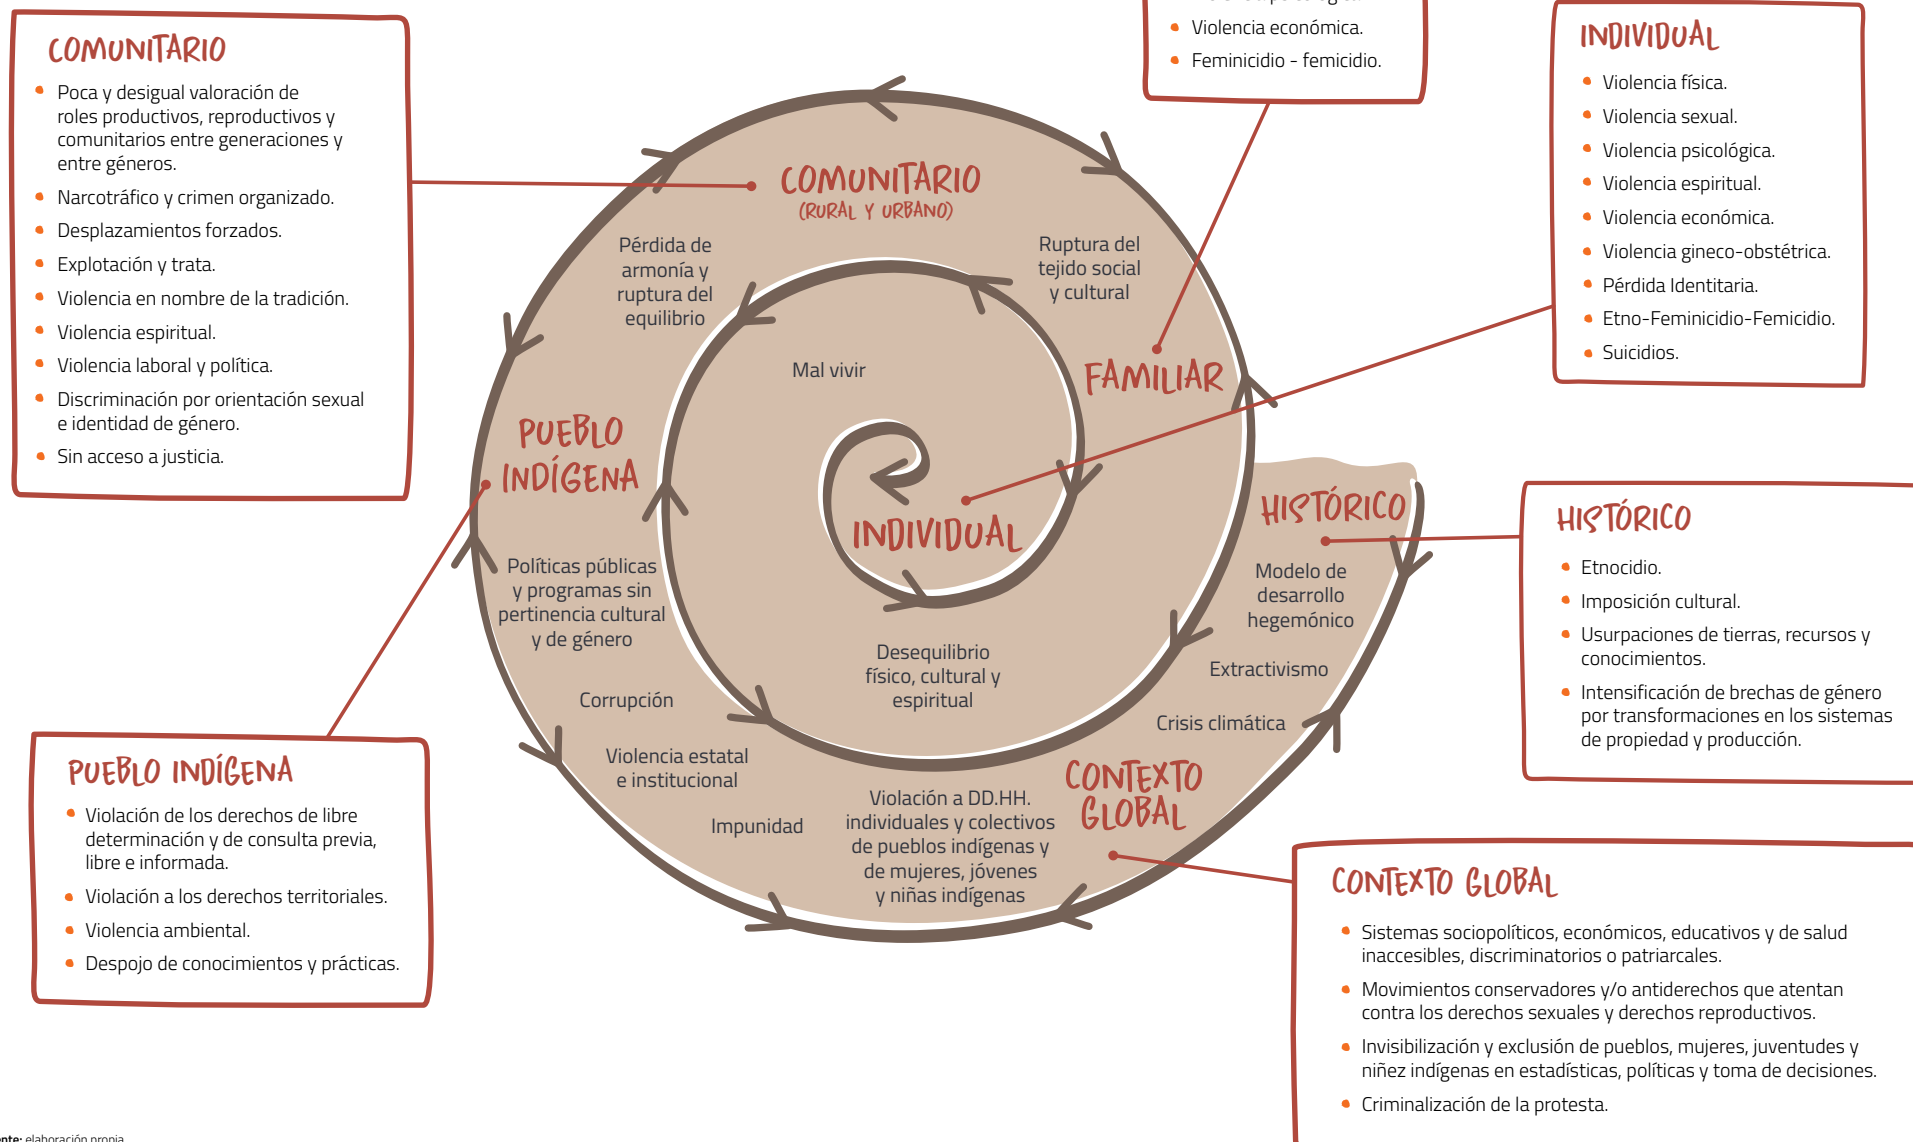 COMUNITARIO
Poca y desigual valoración de
roles productivos, reproductivos y
comunitarios entre generaciones y
entre géneros.
Narcotráfico y crimen organizado.
Desplazamientos forzados.
Explotación y trata.
Violencia en nombre de la tradición.
Violencia espiritual.
Violencia laboral y política.
Discriminación por orientación sexual
e identidad de género.
Sin acceso a justicia.
Violencia económica.
Feminicidio - femicidio.
INDIVIDUAL
Violencia física.
Violencia sexual.
Violencia psicológica.
Violencia espiritual.
Violencia económica.
Violencia gineco-obstétrica.
Pérdida Identitaria.
Etno-Feminicidio-Femicidio.
Suicidios.
COMUNITARIO
(RURAL Y URBANO)
Pérdida de
armonía y
ruptura del
equilibrio
Ruptura del
tejido social
y cultural
Mal vivir
FAMILIAR
PUEBLO
INDÍGENA
INDIVIDUAL
HISTÓRICO
Modelo de
desarrollo
hegemónico
Políticas públicas
y programas sin
pertinencia cultural
y de género
Desequilibrio
físico, cultural y
espiritual
Extractivismo
Corrupción
Crisis climática
Violencia estatal
e institucional
CONTEXTO
GLOBAL
Impunidad
Violación a DD.HH.
individuales y colectivos
de pueblos indígenas y
de mujeres, jóvenes
y niñas indígenas
HISTÓRICO
Etnocidio.
Imposición cultural.
Usurpaciones de tierras, recursos y
conocimientos.
Intensificación de brechas de género
por transformaciones en los sistemas
de propiedad y producción.
PUEBLO INDÍGENA
Violación de los derechos de libre
determinación y de consulta previa,
libre e informada.
Violación a los derechos territoriales.
Violencia ambiental.
Despojo de conocimientos y prácticas.
CONTEXTO GLOBAL
Sistemas sociopolíticos, económicos, educativos y de salud
inaccesibles, discriminatorios o patriarcales.
Movimientos conservadores y/o antiderechos que atentan
contra los derechos sexuales y derechos reproductivos.
Invisibilización y exclusión de pueblos, mujeres, juventudes y
niñez indígenas en estadísticas, políticas y toma de decisiones.
Criminalización de la protesta.
elaboración propia